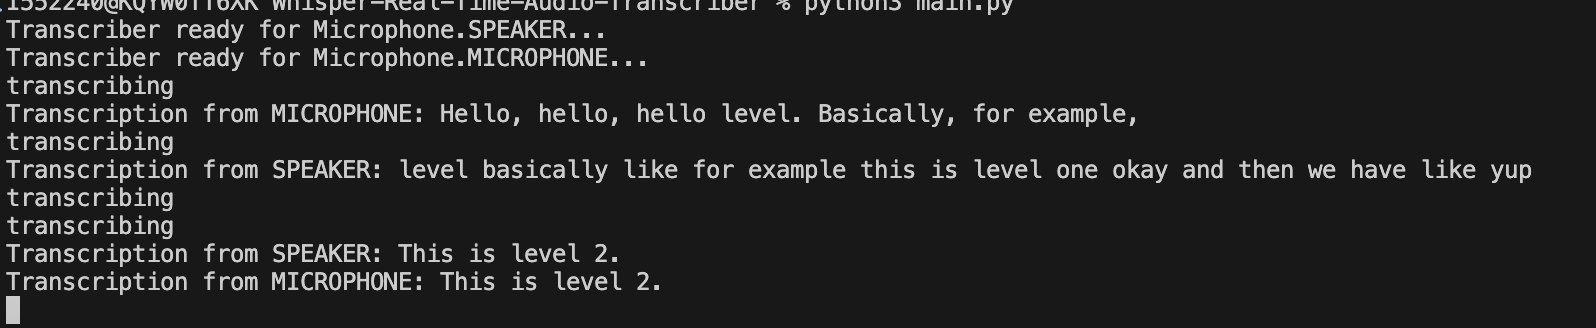 Whisper-Real-Time-Audio-Transcriber % python3 main.py
Transcriber ready for Microphone.SPEAKER...
Transcriber ready for Microphone.MICROPHONE...
transcribing
Transcription from MICROPHONE: Hello, hello, hello level. Basically, for example,
transcribing
Transcription from SPEAKER: level basically like for example this is level one okay and then we have like yup
transcribing
transcribing
Transcription from SPEAKER: This is level 2.
Transcription from MICROPHONE: This is level 2.